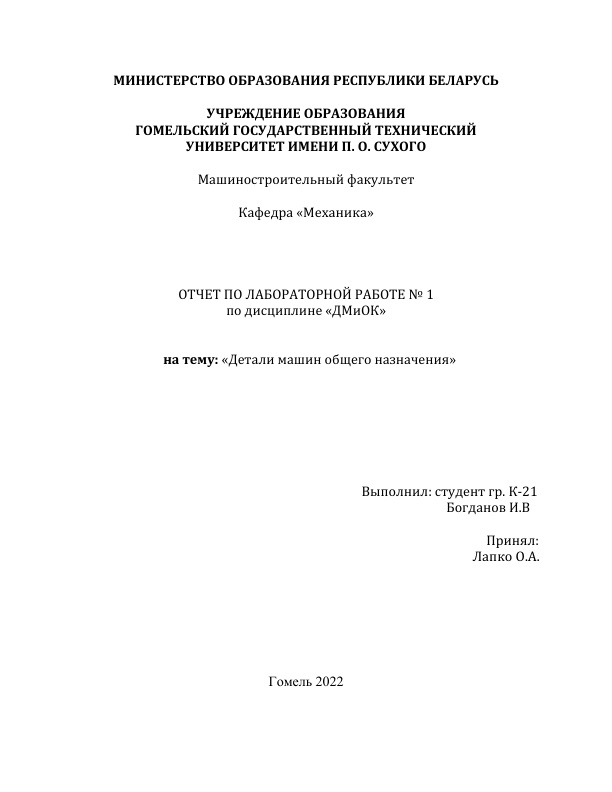 МИНИСТЕРСТВО ОБРАЗОВАНИЯ РЕСПУБЛИКИ БЕЛАРУСЬ
УЧРЕЖДЕНИЕ ОБРАЗОВАНИЯ
ГОМЕЛЬСКИЙ ГОСУДАРСТВЕННЫЙ ТЕХНИЧЕСКИЙ
УНИВЕРСИТЕТ ИМЕНИ П. О. СУХОГО
Машиностроительный факультет
Кафедра «Механика»
ОТЧЕТ ПО ЛАБОРАТОРНОЙ РАБОТЕ № 1
по дисциплине «ДМиОК»
на тему: «Детали машин общего назначения»
Выполнил: студент гр. К-21
Богданов И.В
Принял:
Лапко О.А.
Гомель 2022